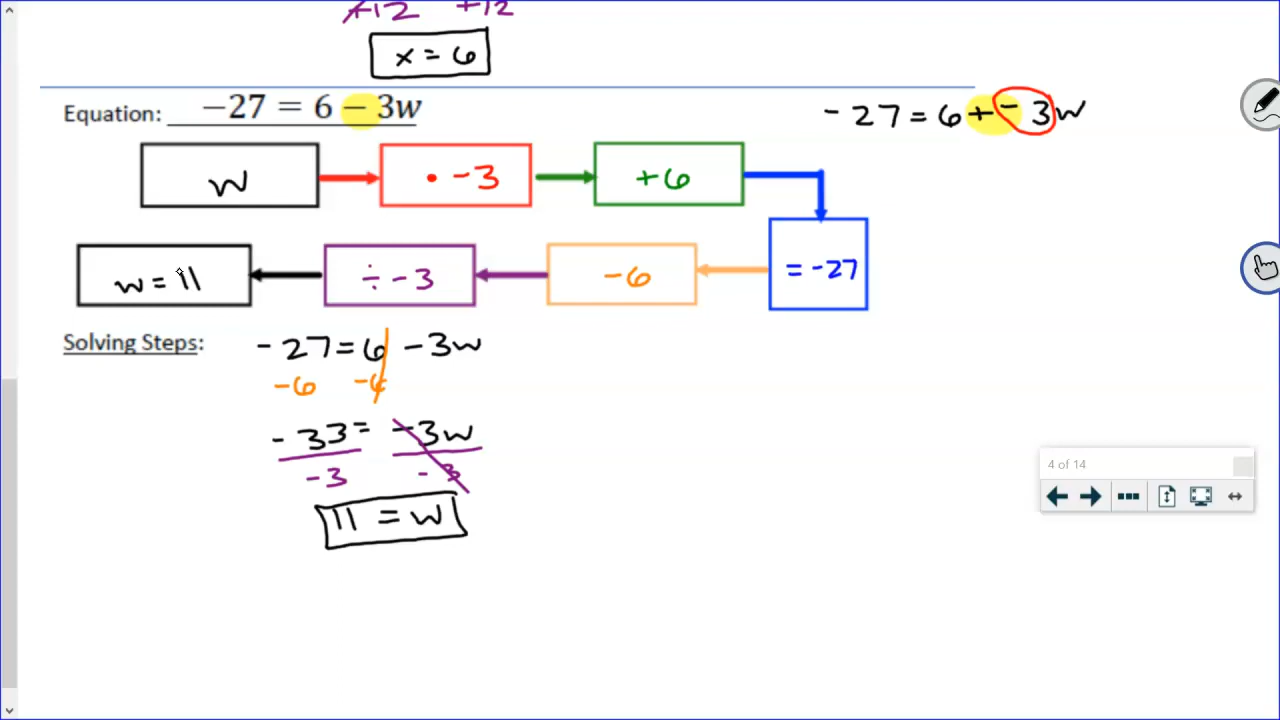 +12 +12
x = 6
Equation: −27 = 6 − 3w
-27 = 6 + -3w
w
• -3
+6
= -27
-6
÷ -3
w = 11
Solving Steps: -27 = 6 - 3w
-6 -6
-33 = -3w
-3 -3
11 = w
4 of 14